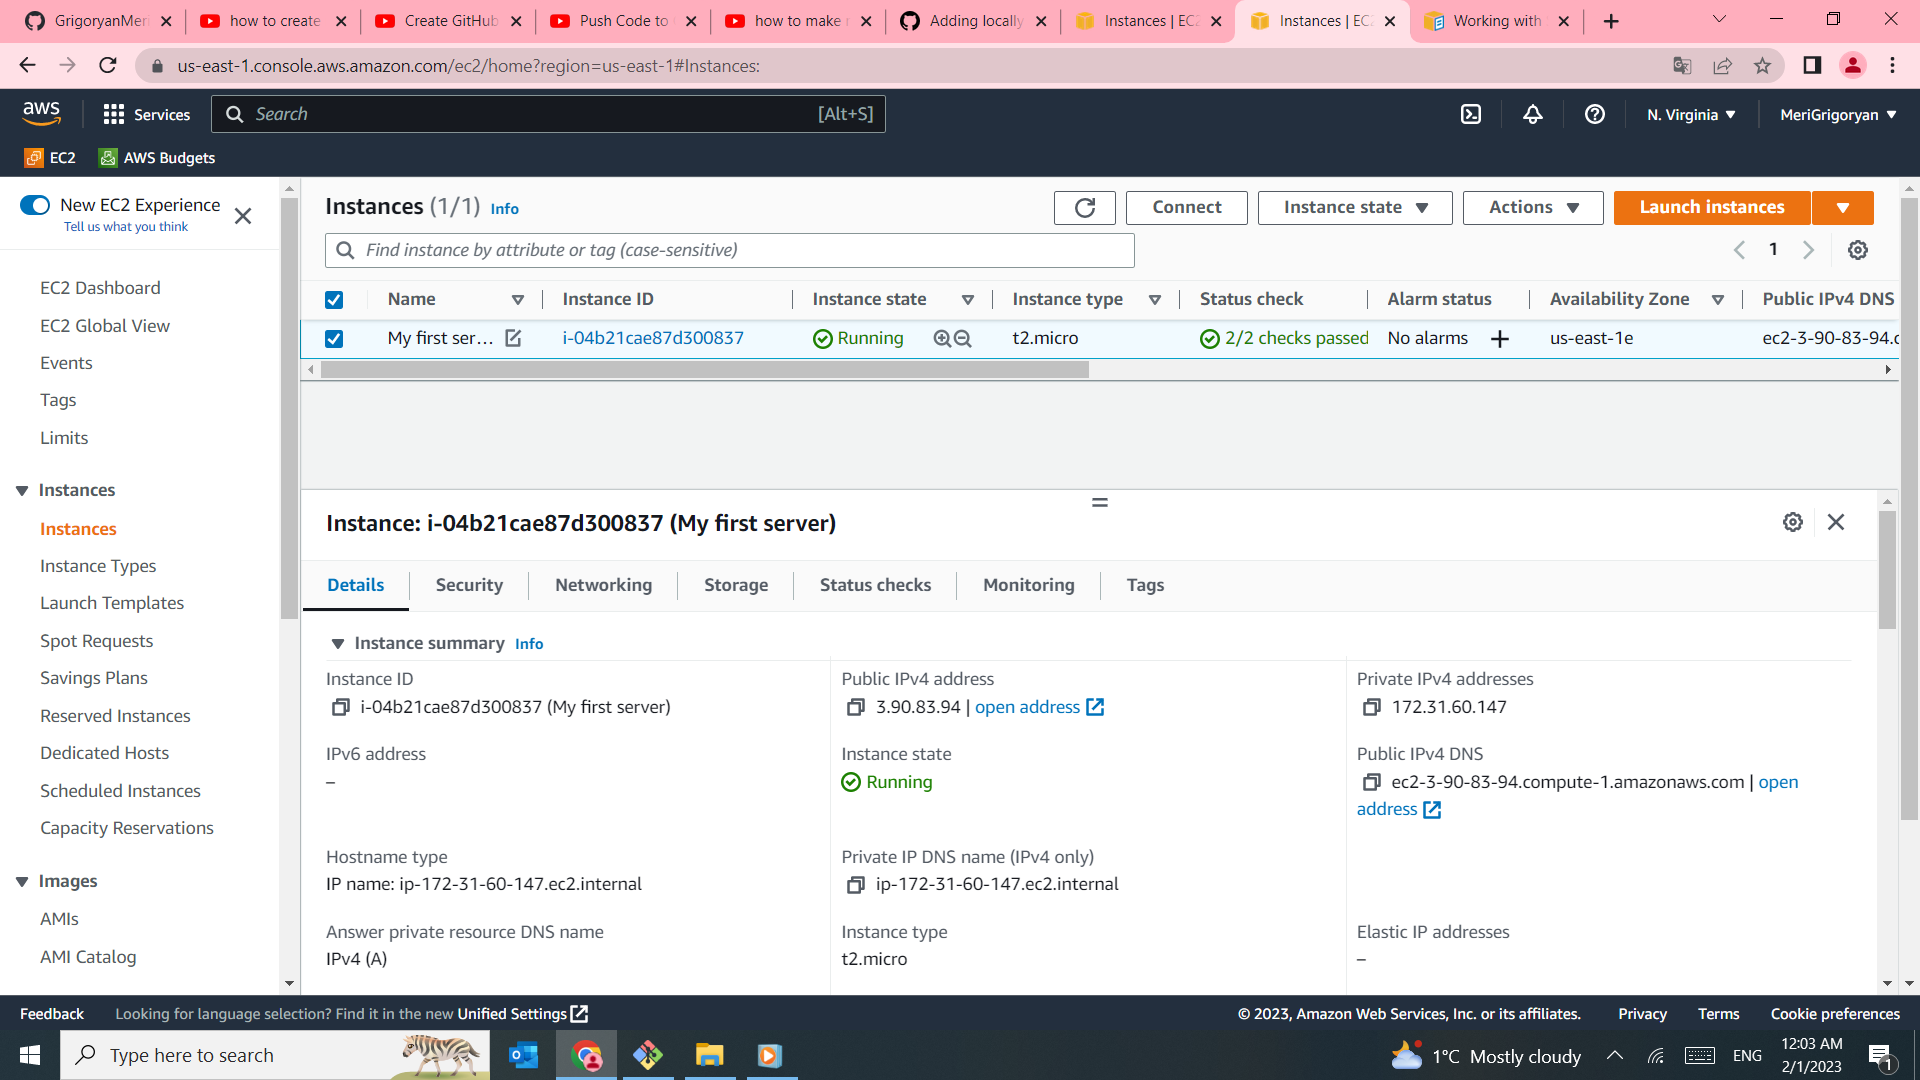 GrigoryanMeri
how to create
Create GitHub
Push Code to
how to make r
Adding locally
Instances | EC2
Instances | EC2
Working with
us-east-1.console.aws.amazon.com/ec2/home?region=us-east-1#Instances:
aws
Services
Search
[Alt+S]
N. Virginia
MeriGrigoryan
EC2
AWS Budgets
New EC2 Experience
Tell us what you think
EC2 Dashboard
EC2 Global View
Events
Tags
Limits
Instances
Instances
Instance Types
Launch Templates
Spot Requests
Savings Plans
Reserved Instances
Dedicated Hosts
Scheduled Instances
Capacity Reservations
Images
AMIs
AMI Catalog
Instances (1/1) Info
Connect
Instance state
Actions
Launch instances
Find instance by attribute or tag (case-sensitive)
1
Name
Instance ID
Instance state
Instance type
Status check
Alarm status
Availability Zone
Public IPv4 DNS
My first ser...
i-04b21cae87d300837
Running
t2.micro
2/2 checks passed
No alarms
us-east-1e
ec2-3-90-83-94.c
Instance: i-04b21cae87d300837 (My first server)
Details
Security
Networking
Storage
Status checks
Monitoring
Tags
Instance summary Info
Instance ID
i-04b21cae87d300837 (My first server)
Public IPv4 address
3.90.83.94 | open address
Private IPv4 addresses
172.31.60.147
IPv6 address
–
Instance state
Running
Public IPv4 DNS
ec2-3-90-83-94.compute-1.amazonaws.com | open
address
Hostname type
IP name: ip-172-31-60-147.ec2.internal
Private IP DNS name (IPv4 only)
ip-172-31-60-147.ec2.internal
Answer private resource DNS name
IPv4 (A)
Instance type
t2.micro
Elastic IP addresses
–
Feedback
Looking for language selection? Find it in the new Unified Settings
© 2023, Amazon Web Services, Inc. or its affiliates.
Privacy
Terms
Cookie preferences
Type here to search
1°C Mostly cloudy
ENG
12:03 AM
2/1/2023
1